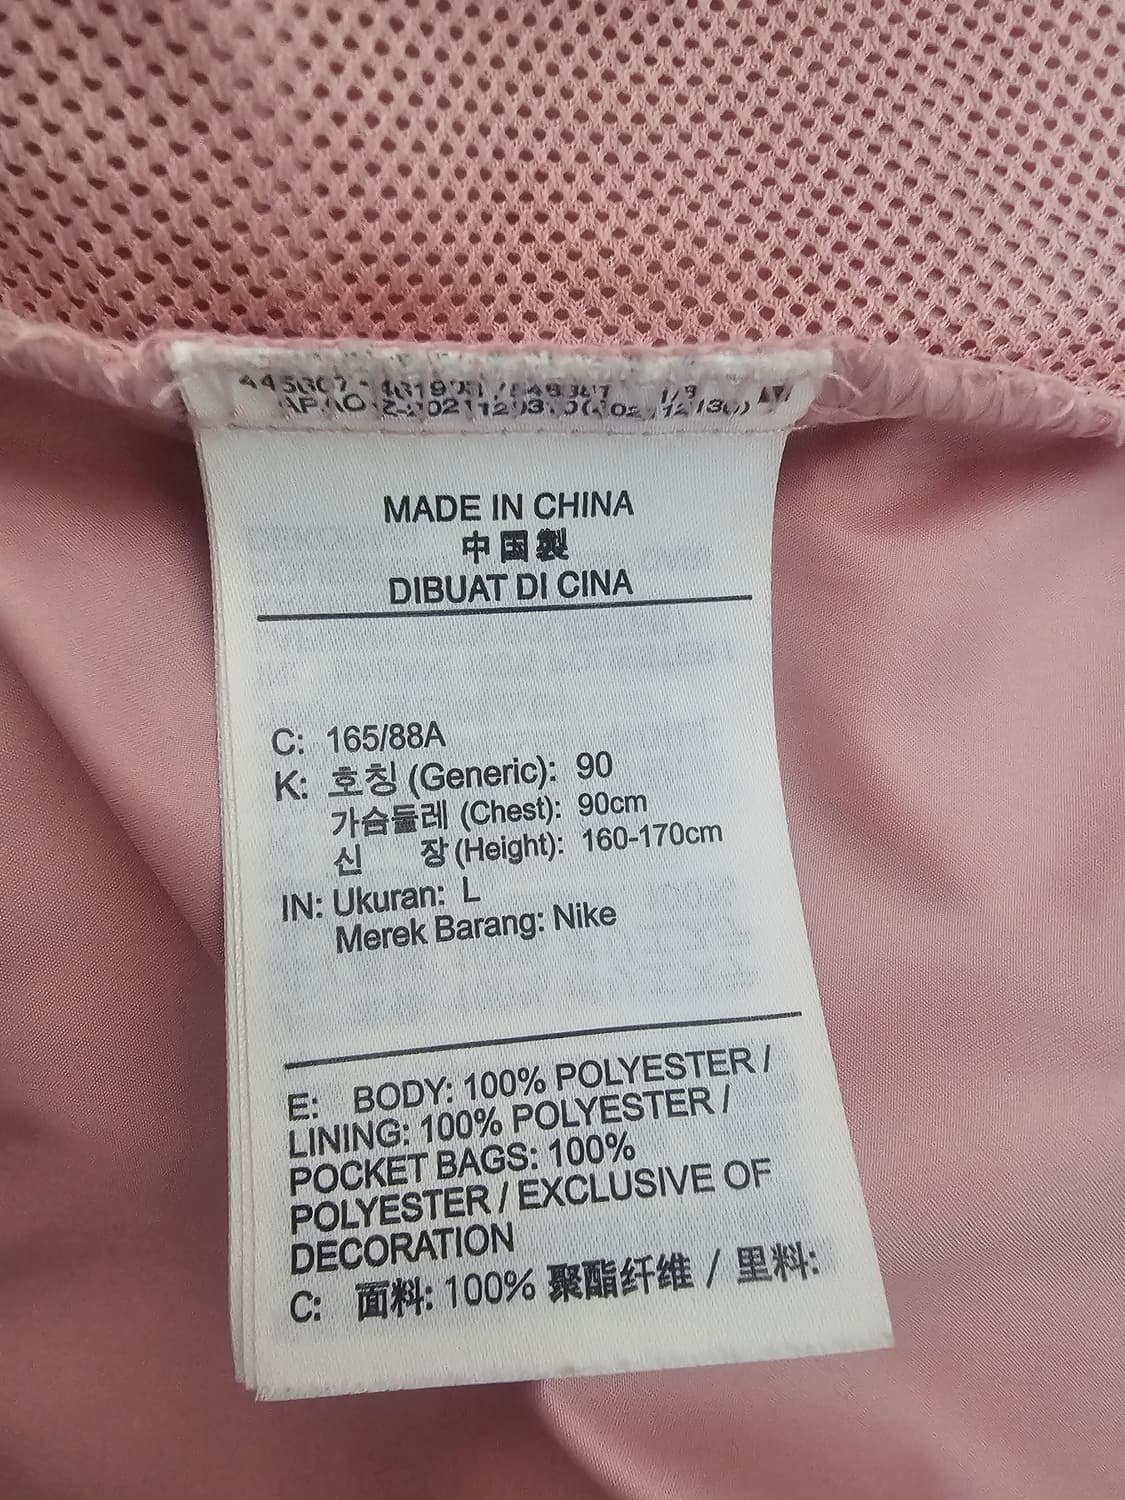 MADE IN CHINA
中国製
DIBUAT DI CINA
C: 165/88A
K: 호칭 (Generic): 90
가슴둘레 (Chest): 90cm
신 장 (Height): 160-170cm
IN: Ukuran: L
Merek Barang: Nike
E: BODY: 100% POLYESTER /
LINING: 100% POLYESTER /
POCKET BAGS: 100%
POLYESTER / EXCLUSIVE OF
DECORATION
C: 面料: 100% 聚酯纤维 / 里料: